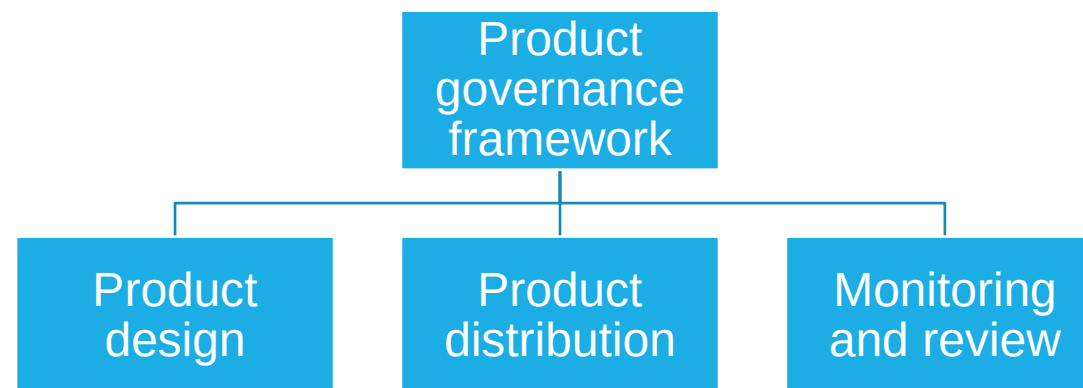 Product
governance
framework
Product
design
Product
distribution
Monitoring
and review